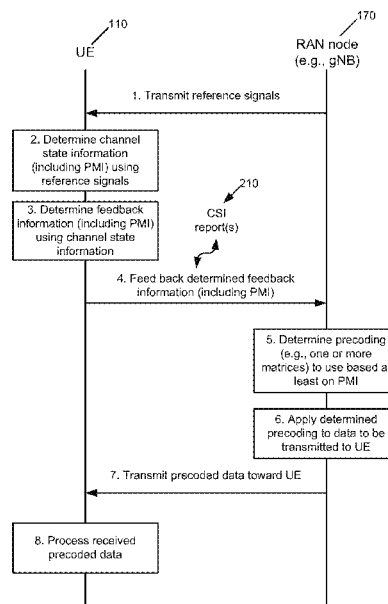 110
170
UE
RAN node
(e.g., gNB)
1. Transmit reference signals
2. Determine channel
state information
(including PMI) using
reference signals
210
3. Determine feedback
information (including PMI)
using channel state
information
CSI
report(s)
4. Feed back determined feedback
information (including PMI)
5. Determine precoding
(e.g., one or more
matrices) to use based at
least on PMI
6. Apply determined
precoding to data to be
transmitted to UE
7. Transmit precoded data toward UE
8. Process received
precoded data